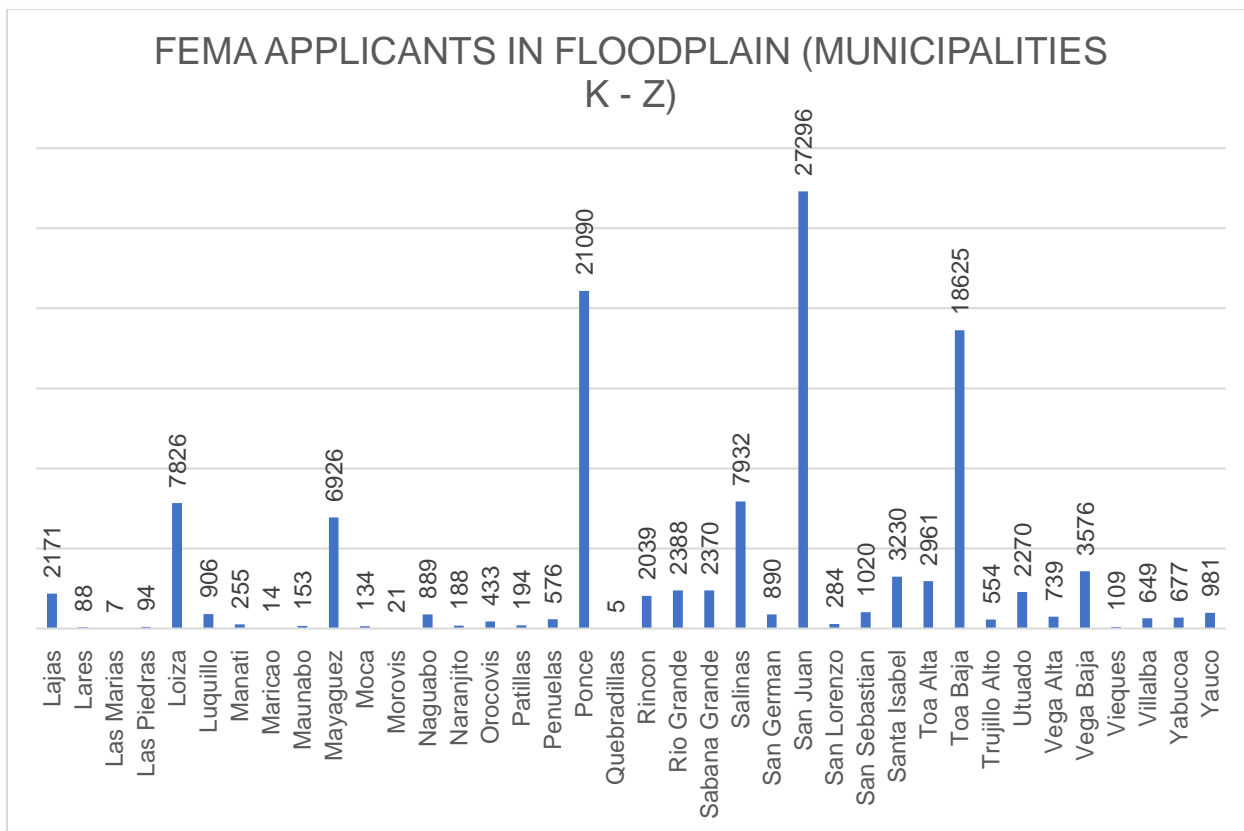 FEMA APPLICANTS IN FLOODPLAIN (MUNICIPALITIES
K - Z)
2171
88
7
94
7826
906
255
14
153
6926
134
21
889
188
433
194
576
21090
5
2039
2388
2370
7932
890
27296
284
1020
3230
2961
18625
554
2270
739
3576
109
649
677
981
Lajas
Lares
Las Marias
Las Piedras
Loiza
Luquillo
Manati
Maricao
Maunabo
Mayaguez
Moca
Morovis
Naguabo
Naranjito
Orocovis
Patillas
Penuelas
Ponce
Quebradillas
Rincon
Rio Grande
Sabana Grande
Salinas
San German
San Juan
San Lorenzo
San Sebastian
Santa Isabel
Toa Alta
Toa Baja
Trujillo Alto
Utuado
Vega Alta
Vega Baja
Vieques
Villalba
Yabucoa
Yauco